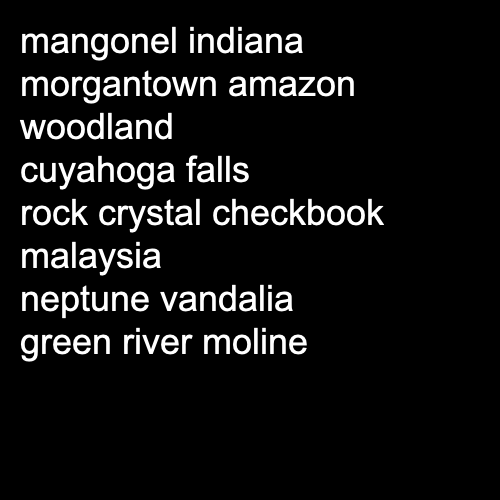 mangonel indiana
morgantown amazon
woodland
cuyahoga falls
rock crystal checkbook
malaysia
neptune vandalia
green river moline